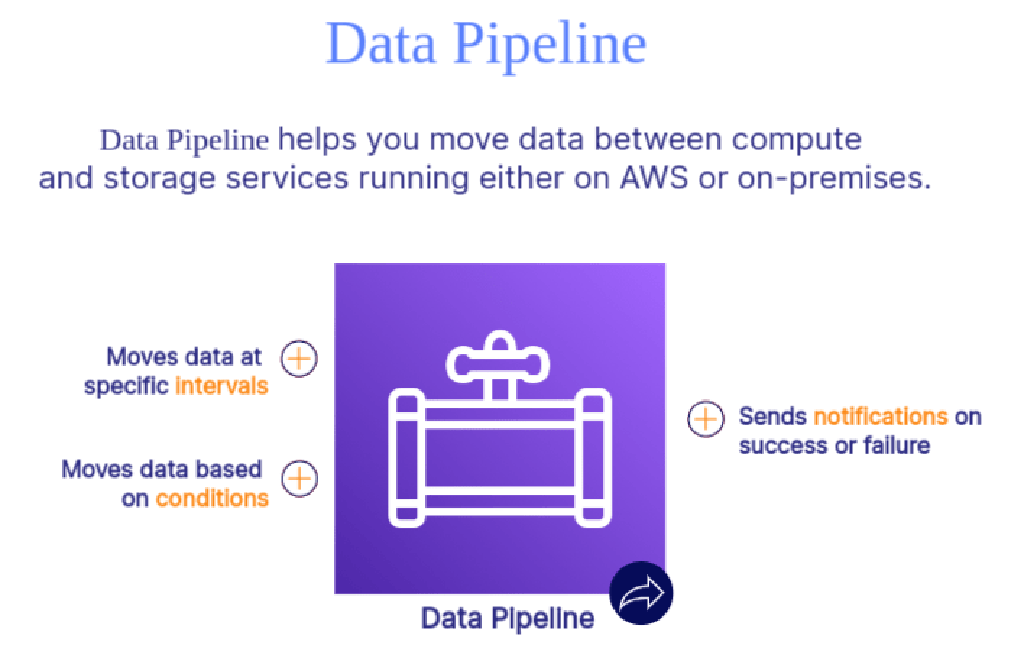 Data Pipeline
Data Pipeline helps you move data between compute
and storage services running either on AWS or on-premises.
Moves data at
specific intervals
Moves data based
on conditions
Sends notifications on
success or failure
Data Pipeline